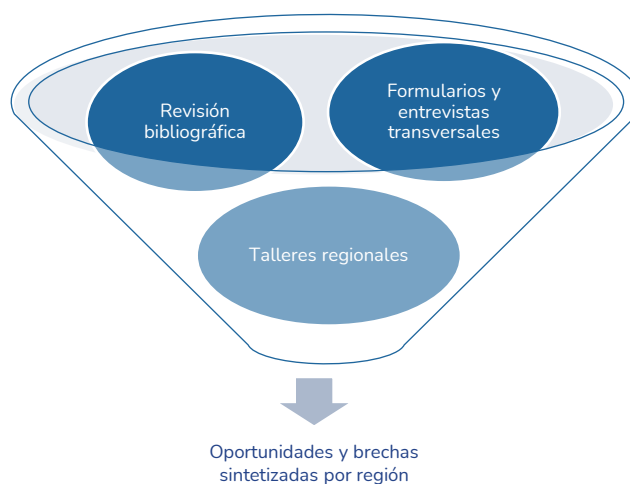 Revisión
bibliográfica
Formularios y
entrevistas
transversales
Talleres regionales
Oportunidades y brechas
sintetizadas por región